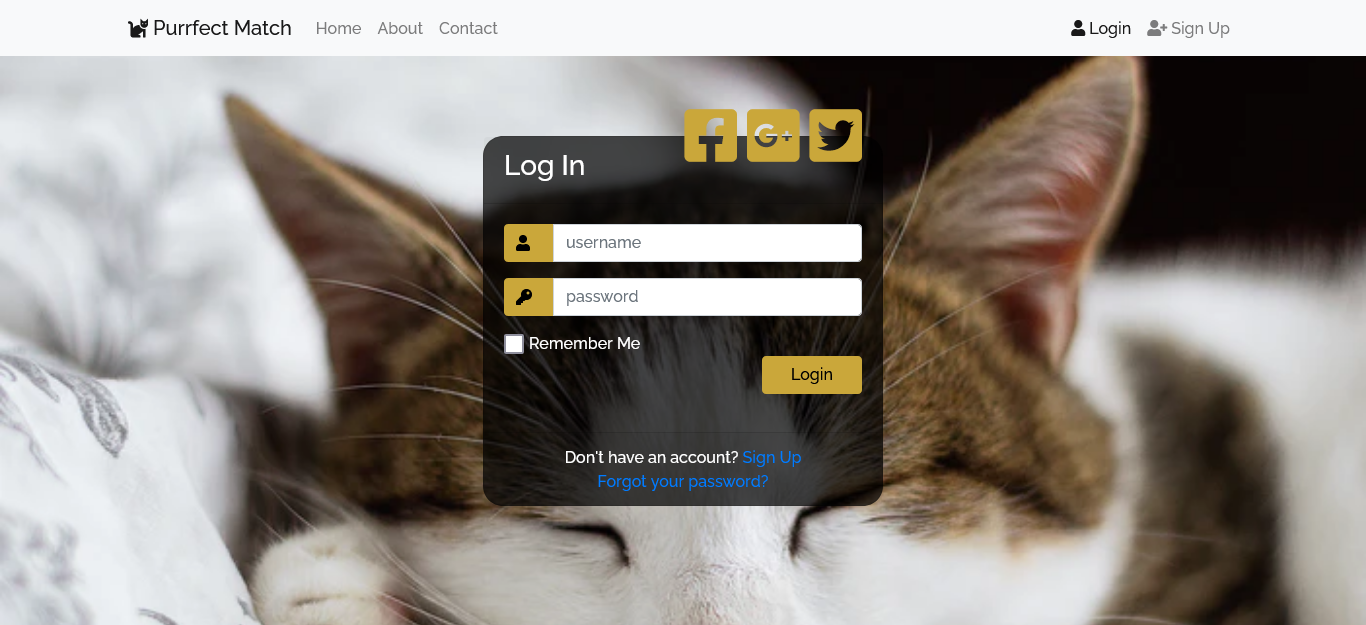 Purrfect Match Home About Contact Login Sign Up
Log In
username
password
Remember Me
Login
Don't have an account? Sign Up
Forgot your password?